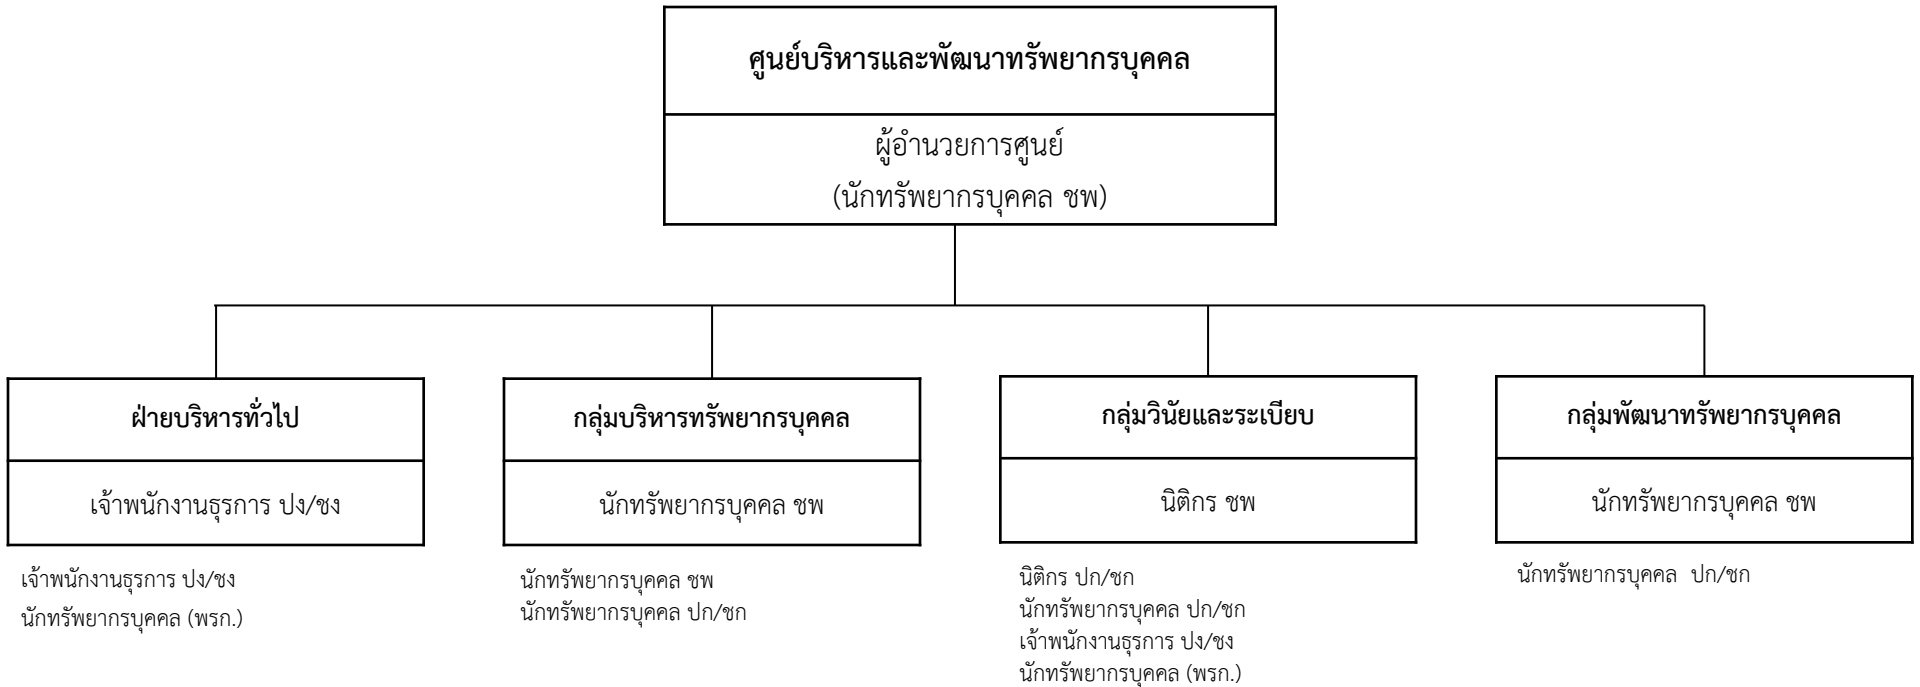 ศูนย์บริหารและพัฒนาทรัพยากรบุคคล
ผู้อำนวยการศูนย์
(นักทรัพยากรบุคคล ชพ)
ฝ่ายบริหารทั่วไป
เจ้าพนักงานธุรการ ปง/ชง
เจ้าพนักงานธุรการ ปง/ชง
นักทรัพยากรบุคคล (พรก.)
กลุ่มบริหารทรัพยากรบุคคล
นักทรัพยากรบุคคล ชพ
นักทรัพยากรบุคคล ชพ
นักทรัพยากรบุคคล ปก/ชก
กลุ่มวินัยและระเบียบ
นิติกร ชพ
นิติกร ปก/ชก
นักทรัพยากรบุคคล ปก/ชก
เจ้าพนักงานธุรการ ปง/ชง
นักทรัพยากรบุคคล (พรก.)
กลุ่มพัฒนาทรัพยากรบุคคล
นักทรัพยากรบุคคล ชพ
นักทรัพยากรบุคคล ปก/ชก